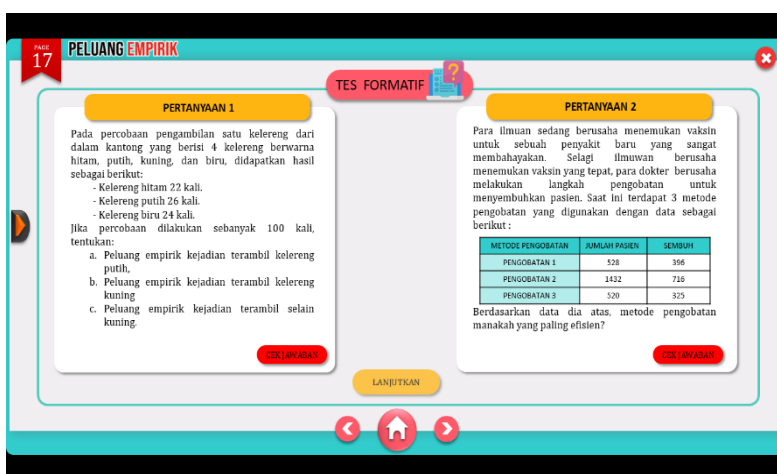 PAGE
17
PELUANG EMPIRIK
TES FORMATIF
?
PERTANYAAN 1
Pada percobaan pengambilan satu kelereng dari
dalam kantong yang berisi 4 kelereng berwarna
hitam, putih, kuning, dan biru, didapatkan hasil
sebagai berikut:
- Kelereng hitam 22 kali.
- Kelereng putih 26 kali.
- Kelereng biru 24 kali.
Jika percobaan dilakukan sebanyak 100 kali,
tentukan:
a. Peluang empirik kejadian terambil kelereng
putih,
b. Peluang empirik kejadian terambil kelereng
kuning
c. Peluang empirik kejadian terambil selain
kuning.
CEK JAWABAN
PERTANYAAN 2
Para ilmuan sedang berusaha menemukan vaksin
untuk sebuah penyakit baru yang sangat
membahayakan. Selagi ilmuwan berusaha
menemukan vaksin yang tepat, para dokter berusaha
melakukan langkah pengobatan untuk
menyembuhkan pasien. Saat ini terdapat 3 metode
pengobatan yang digunakan dengan data sebagai
berikut :
METODE PENGOBATAN JUMLAH PASIEN SEMBUH
PENGOBATAN 1 528 396
PENGOBATAN 2 1432 716
PENGOBATAN 3 520 325
Berdasarkan data dia atas, metode pengobatan
manakah yang paling efisien?
CEK JAWABAN
LANJUTKAN